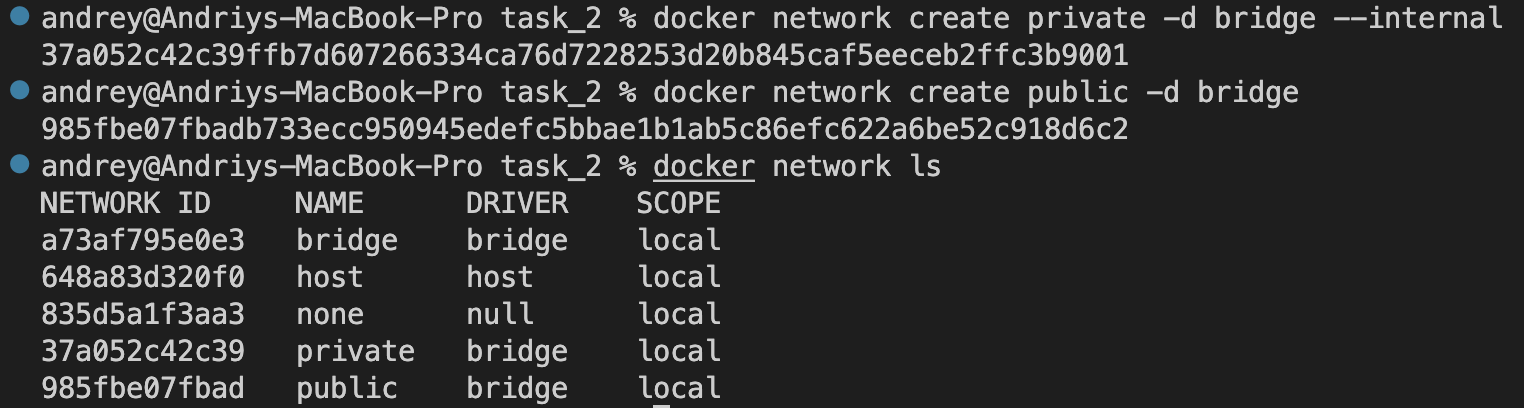 andrey@Andriys-MacBook-Pro task_2 % docker network create private -d bridge --internal
37a052c42c39ffb7d607266334ca76d7228253d20b845caf5eeceb2ffc3b9001
andrey@Andriys-MacBook-Pro task_2 % docker network create public -d bridge
985fbe07fbadb733ecc950945edefc5bbae1b1ab5c86efc622a6be52c918d6c2
andrey@Andriys-MacBook-Pro task_2 % docker network ls
NETWORK ID     NAME      DRIVER    SCOPE
a73af795e0e3   bridge    bridge    local
648a83d320f0   host      host      local
835d5a1f3aa3   none      null      local
37a052c42c39   private   bridge    local
985fbe07fbad   public    bridge    local